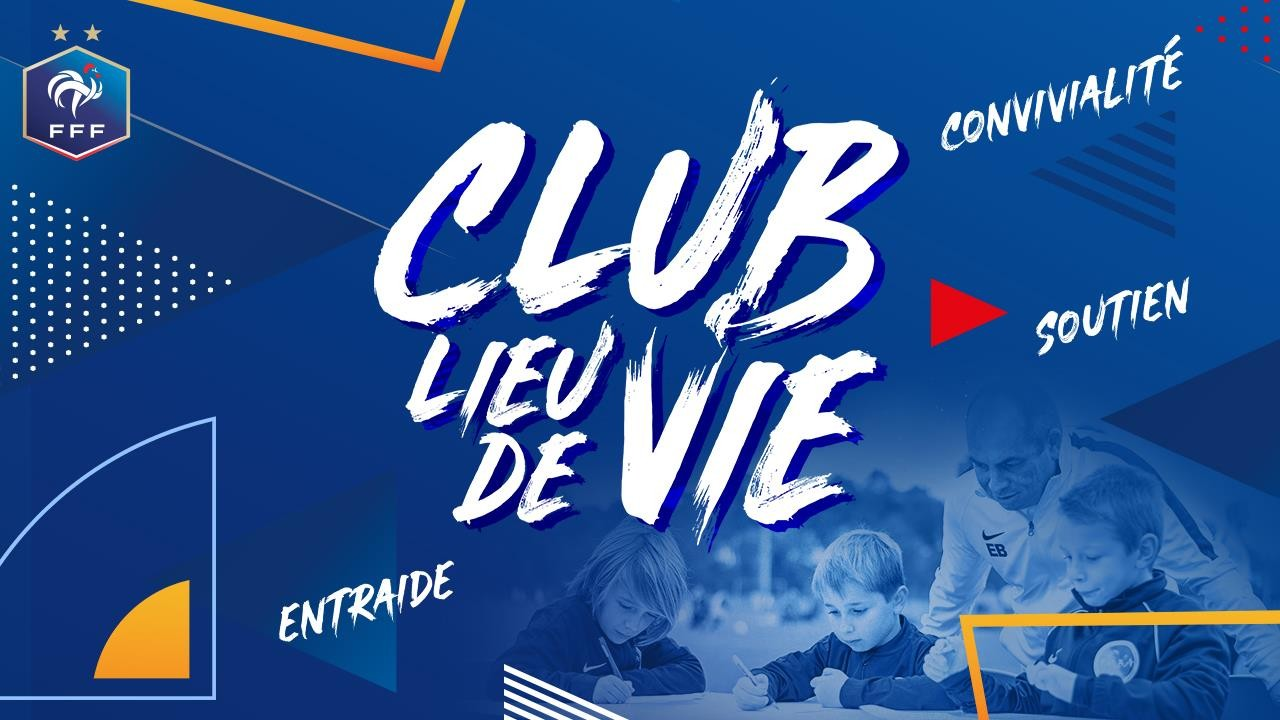 FFF
CONVIVIALITÉ
CLUB
LIEU
DE
VIE
SOUTIEN
EB
ENTRAIDE